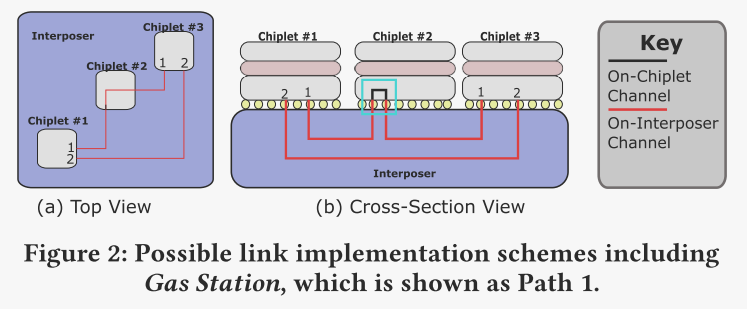 Interposer
Chiplet #3
Chiplet #2
1 2
Chiplet #1
1
2
(a) Top View
Chiplet #1
Chiplet #2
Chiplet #3
2 1
1 2
Interposer
(b) Cross-Section View
Key
On-Chiplet
Channel
On-Interposer
Channel
Figure 2: Possible link implementation schemes including
Gas Station, which is shown as Path 1.